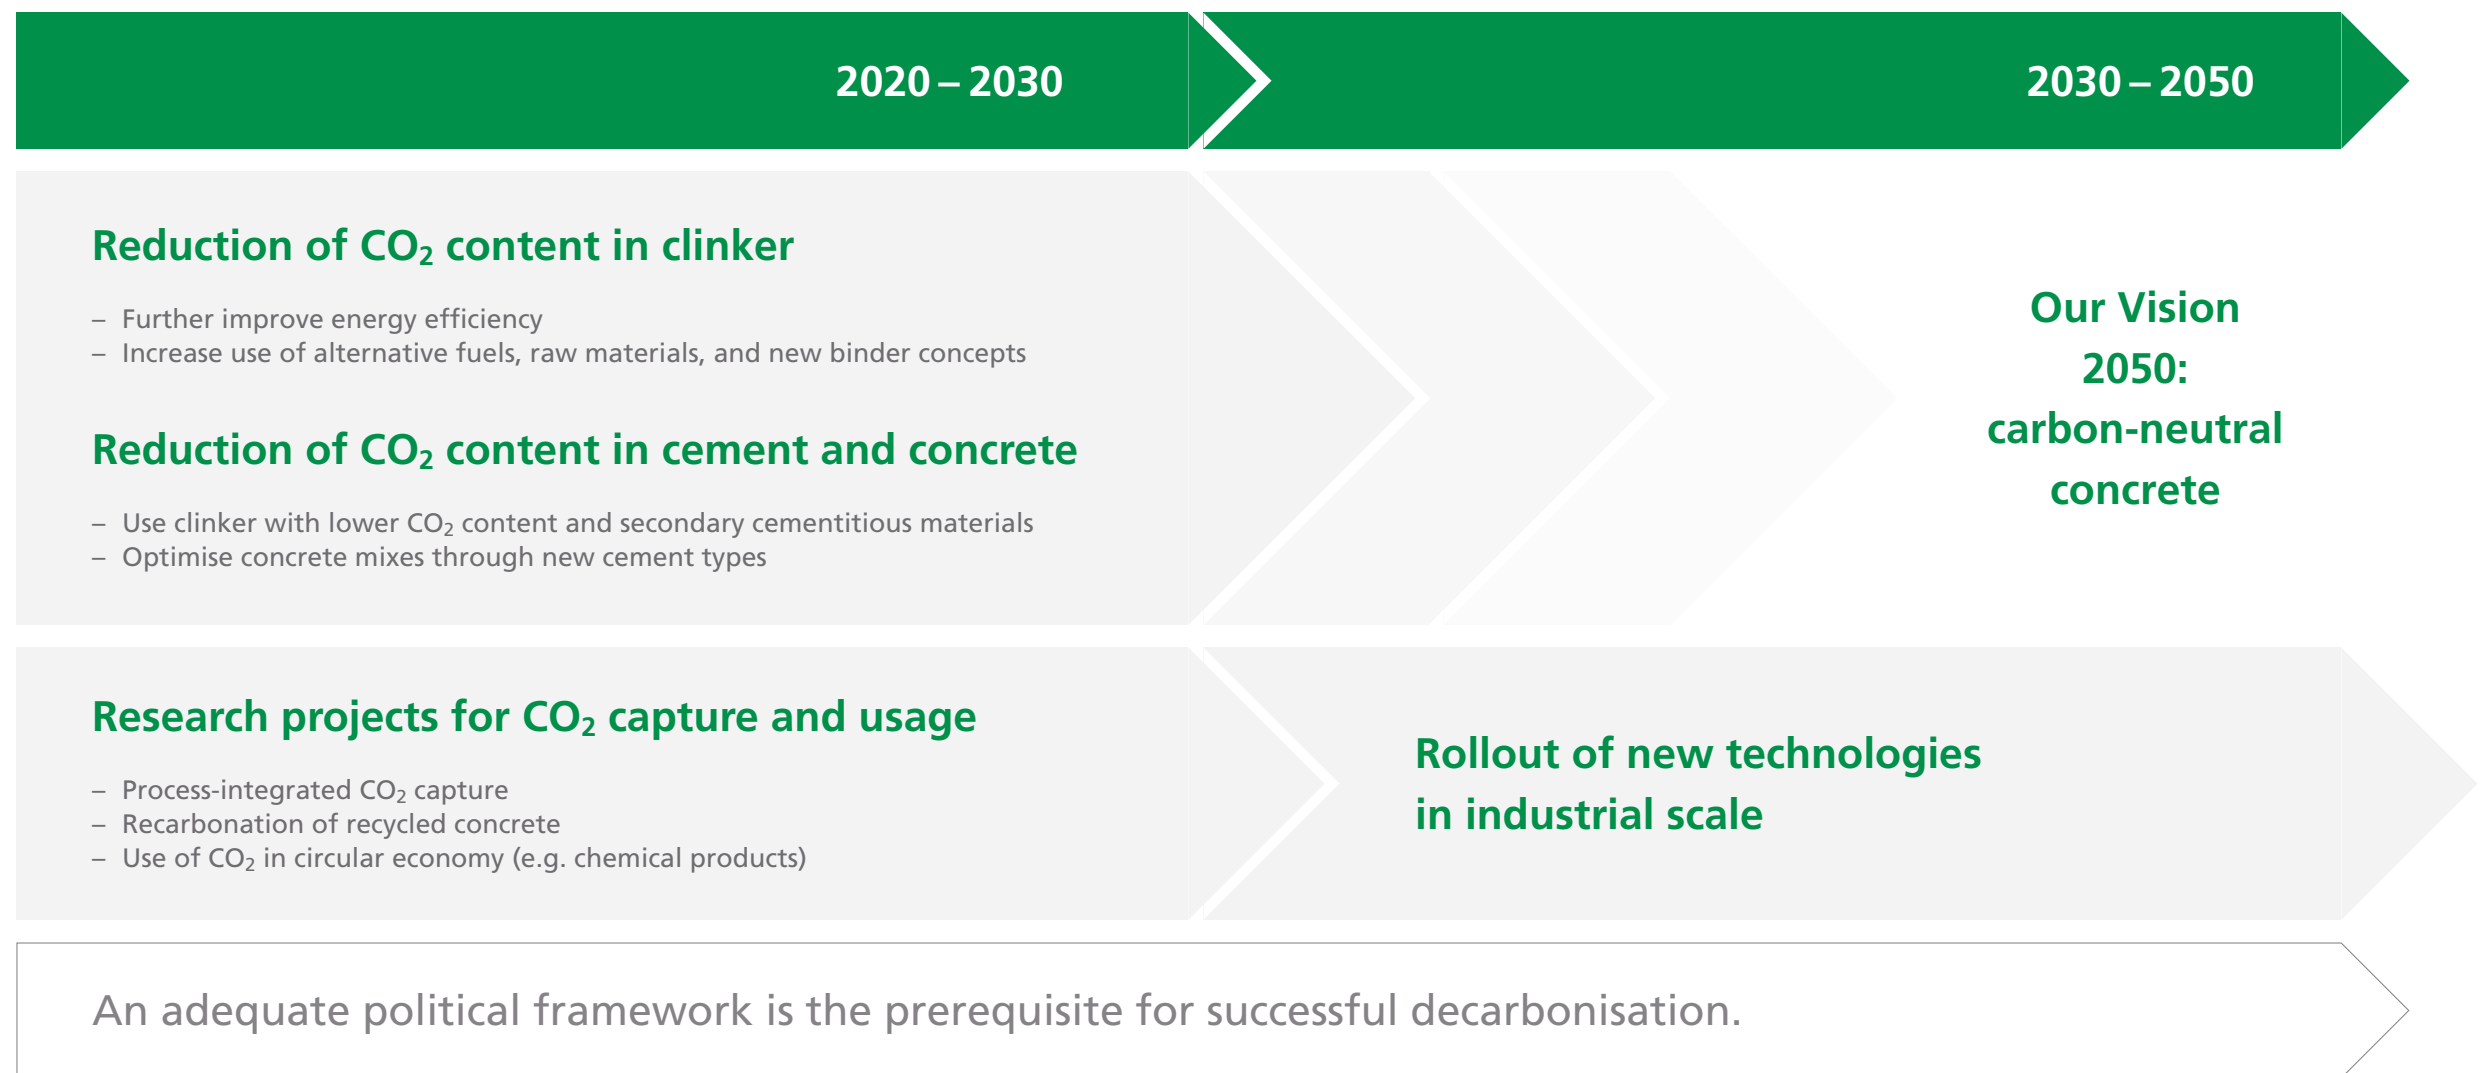 2020 – 2030
2030 – 2050
Reduction of CO₂ content in clinker
– Further improve energy efficiency
– Increase use of alternative fuels, raw materials, and new binder concepts
Reduction of CO₂ content in cement and concrete
– Use clinker with lower CO₂ content and secondary cementitious materials
– Optimise concrete mixes through new cement types
Our Vision
2050:
carbon-neutral
concrete
Research projects for CO₂ capture and usage
– Process-integrated CO₂ capture
– Recarbonation of recycled concrete
– Use of CO₂ in circular economy (e.g. chemical products)
Rollout of new technologies
in industrial scale
An adequate political framework is the prerequisite for successful decarbonisation.